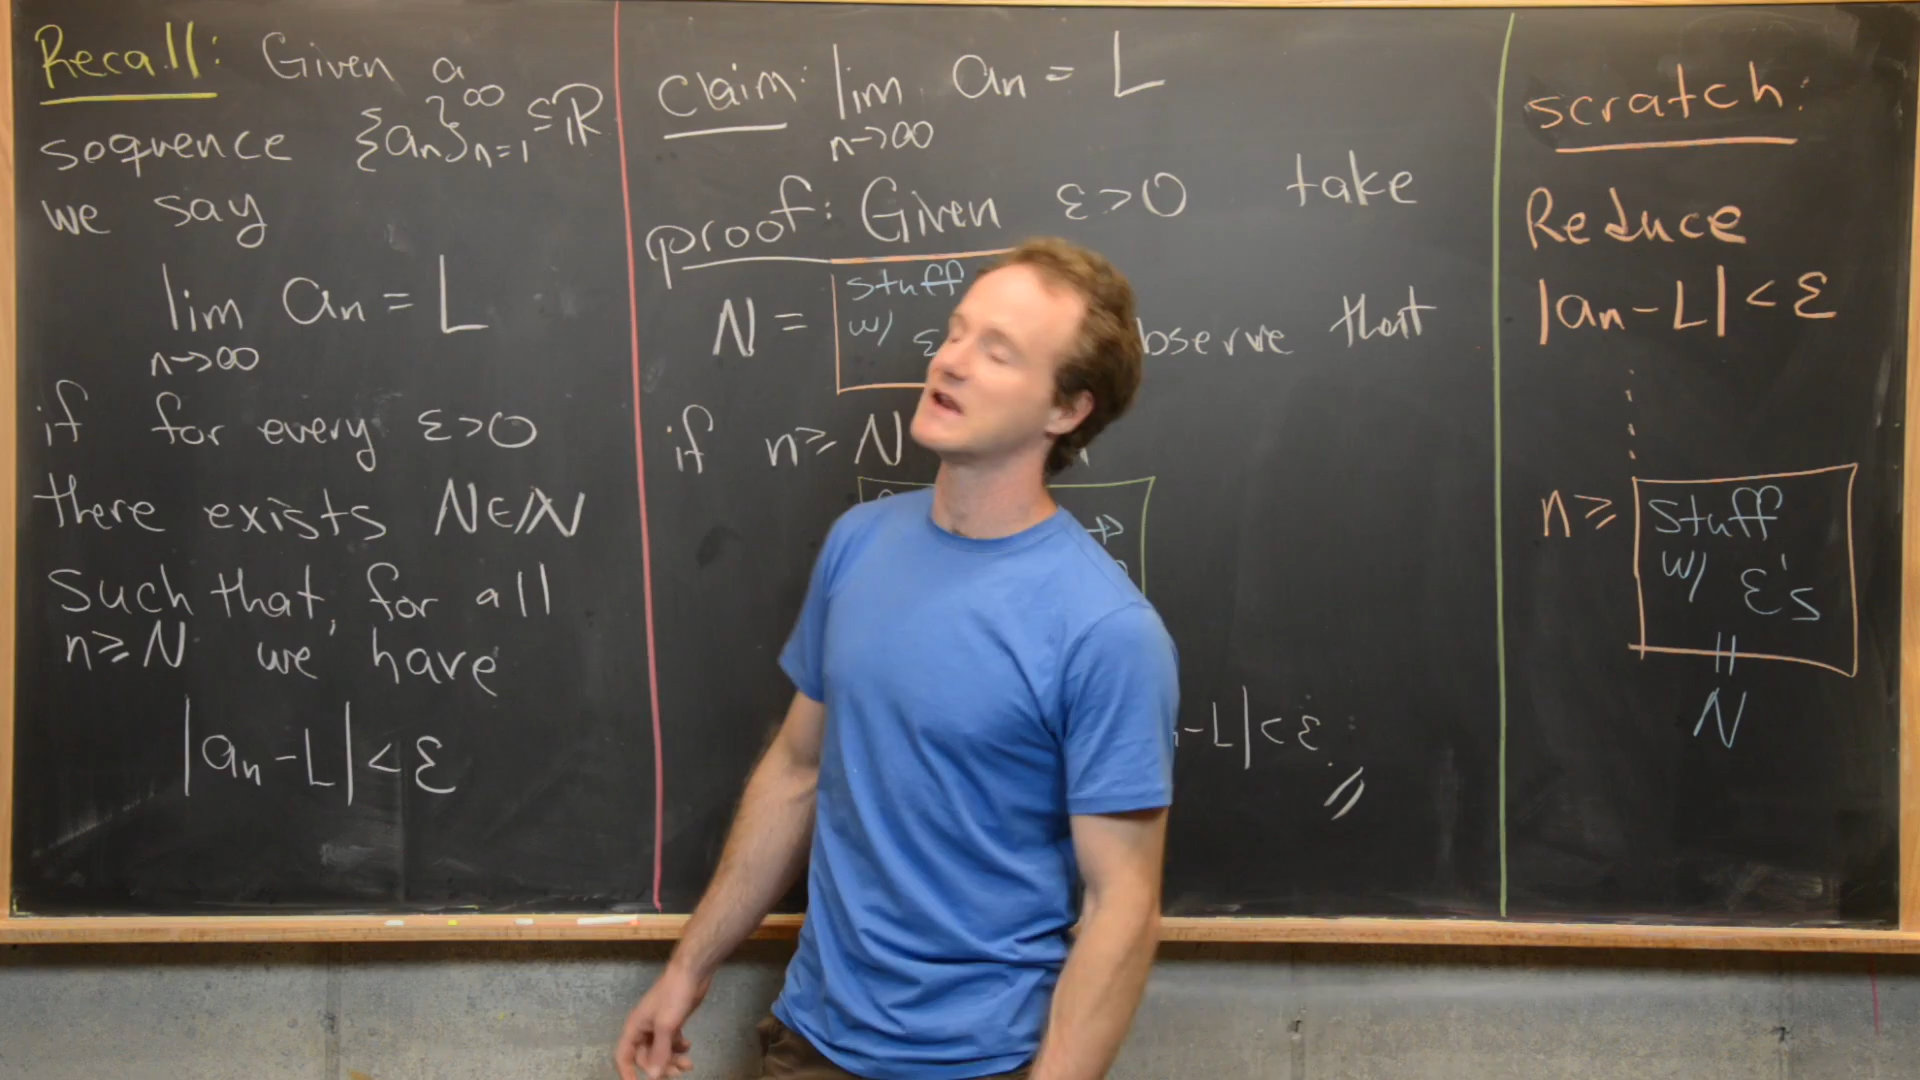 Recall: Given a
sequence {an}∞n=1 ⊆ ℝ
we say
lim an = L
n→∞
if for every ε>0
there exists N∈ℕ
Such that, for all
n≥N we have
|an-L|<ε
Claim: lim an = L
n→∞
proof: Given ε>0 take
N = stuff
w/ that
if n≥N
-L|<ε.
scratch:
Reduce
|an-L|<ε
n≥ stuff
w/ ε's
=
N